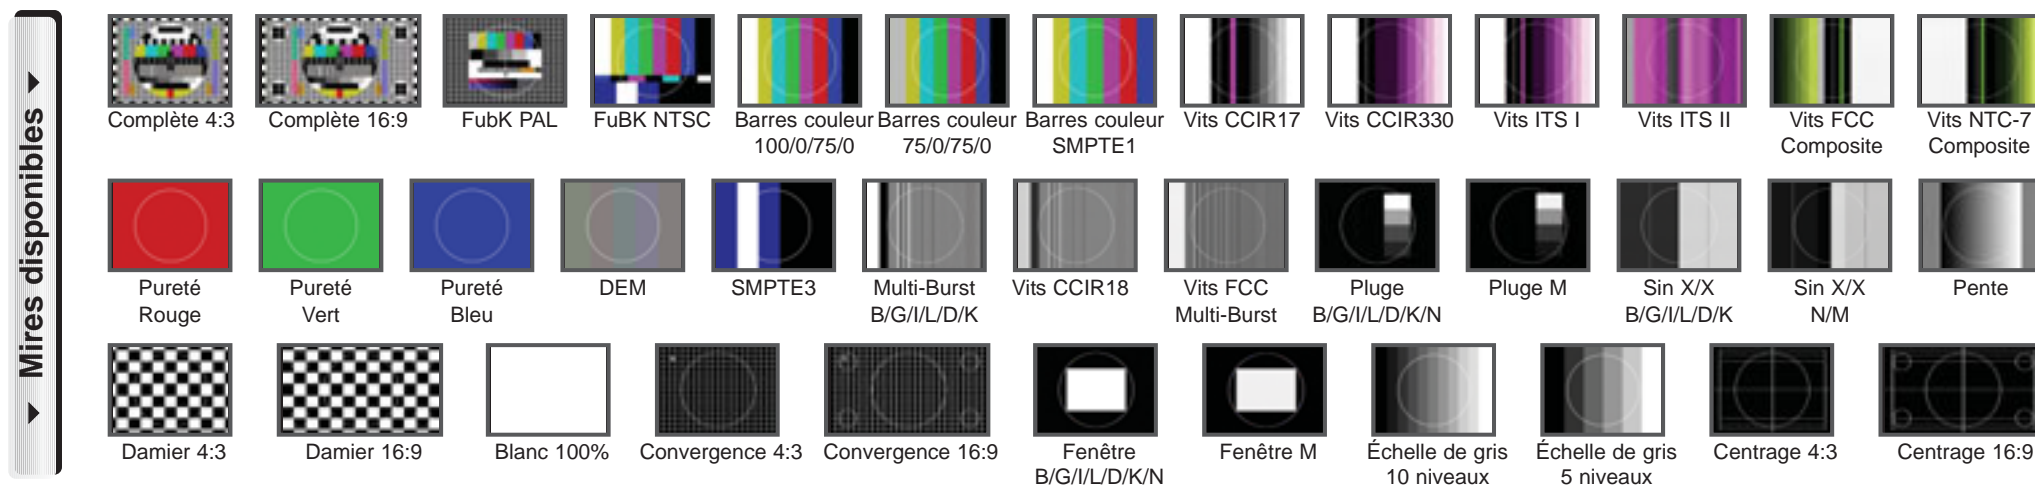 Mires disponibles
Complète 4:3 Complète 16:9 FubK PAL FuBK NTSC Barres couleur Barres couleur Barres couleur Vits CCIR17 Vits CCIR330 Vits ITS I Vits ITS II Vits FCC Vits NTC-7
100/0/75/0 75/0/75/0 SMPTE1 Composite Composite
Pureté Pureté Pureté DEM SMPTE3 Multi-Burst Vits CCIR18 Vits FCC Pluge Pluge M Sin X/X Sin X/X Pente
Rouge Vert Bleu B/G/I/L/D/K Multi-Burst B/G/I/L/D/K/N B/G/I/L/D/K N/M
Damier 4:3 Damier 16:9 Blanc 100% Convergence 4:3 Convergence 16:9 Fenêtre Fenêtre M Échelle de gris Échelle de gris Centrage 4:3 Centrage 16:9
B/G/I/L/D/K/N 10 niveaux 5 niveaux